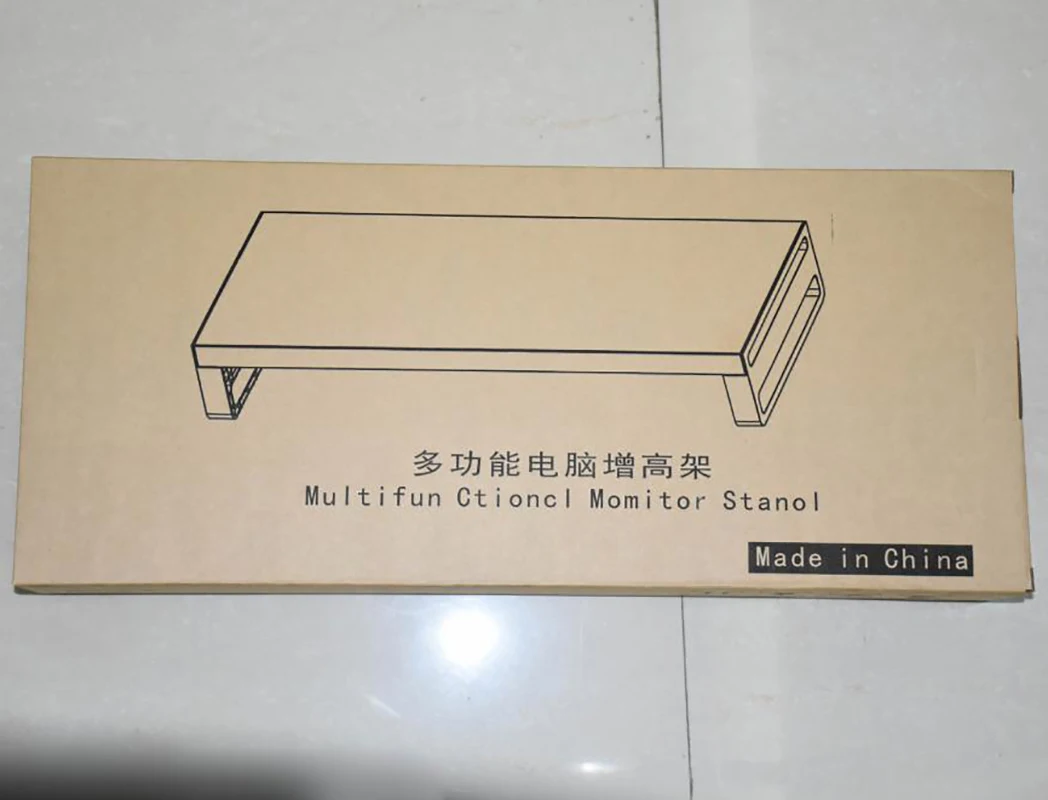 多功能电脑增高架
Multifun Ctioncl Momitor Stanol
Made in China